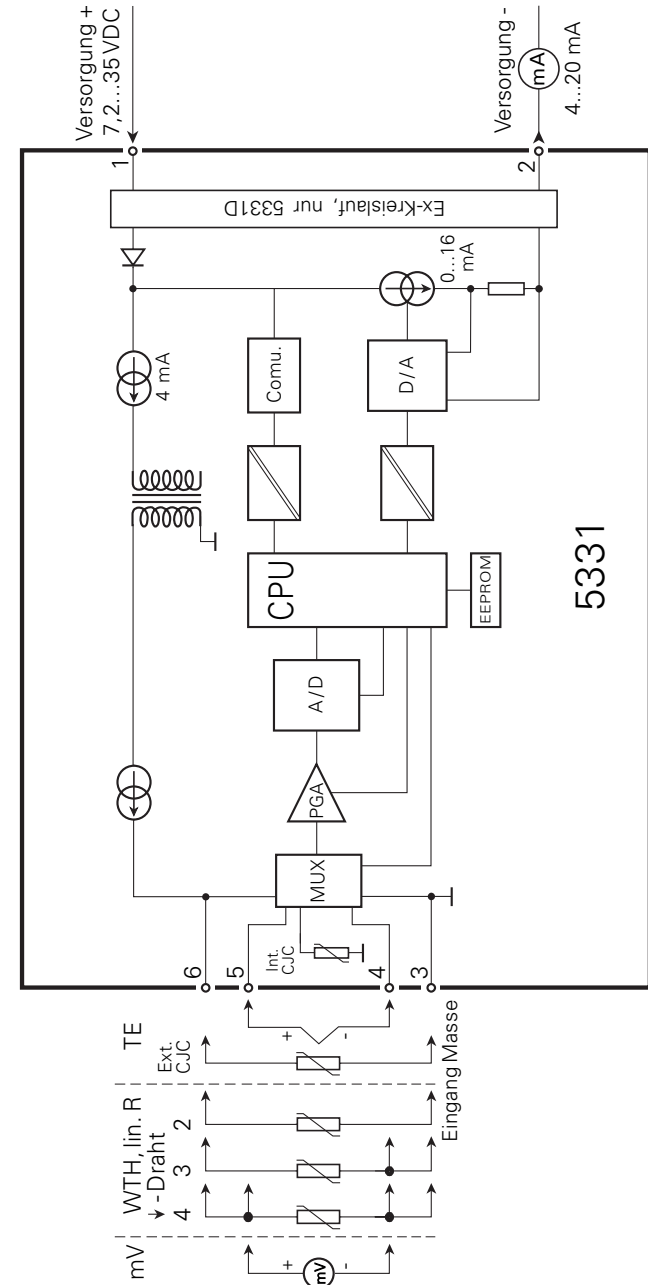 Versorgung +
7,2...35 VDC
Versorgung -
mA
4...20 mA
1
2
Ex-Kreislauf, nur 5331D
4 mA
0...16
mA
Comu.
D/A
CPU
EEPROM
5331
A/D
PGA
MUX
Int.
CJC
6
5
4
3
TE
Ext.
CJC
+
-
Eingang Masse
WTH, lin. R
-Draht
2
3
4
mV
+
mV
-